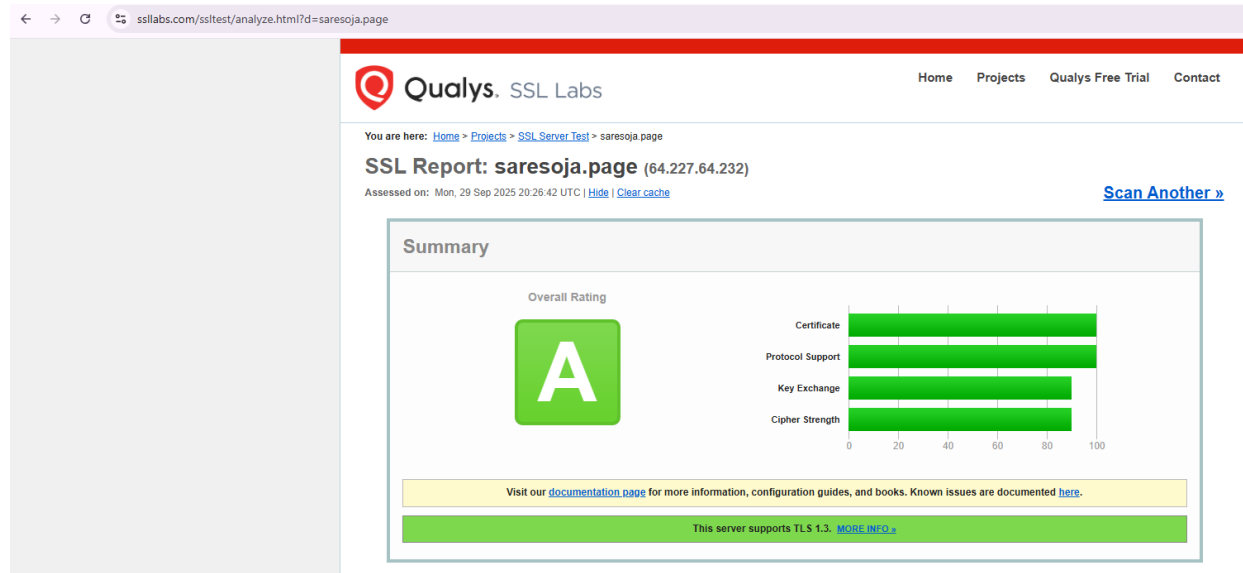 ssllabs.com/ssltest/analyze.html?d=saresoja.page
Qualys. SSL Labs
Home Projects Qualys Free Trial Contact
You are here: Home > Projects > SSL Server Test > saresoja.page
SSL Report: saresoja.page (64.227.64.232)
Assessed on: Mon, 29 Sep 2025 20:26:42 UTC | Hide | Clear cache
Scan Another »
Summary
Overall Rating
A
Certificate
Protocol Support
Key Exchange
Cipher Strength
0 20 40 60 80 100
Visit our documentation page for more information, configuration guides, and books. Known issues are documented here.
This server supports TLS 1.3. MORE INFO »